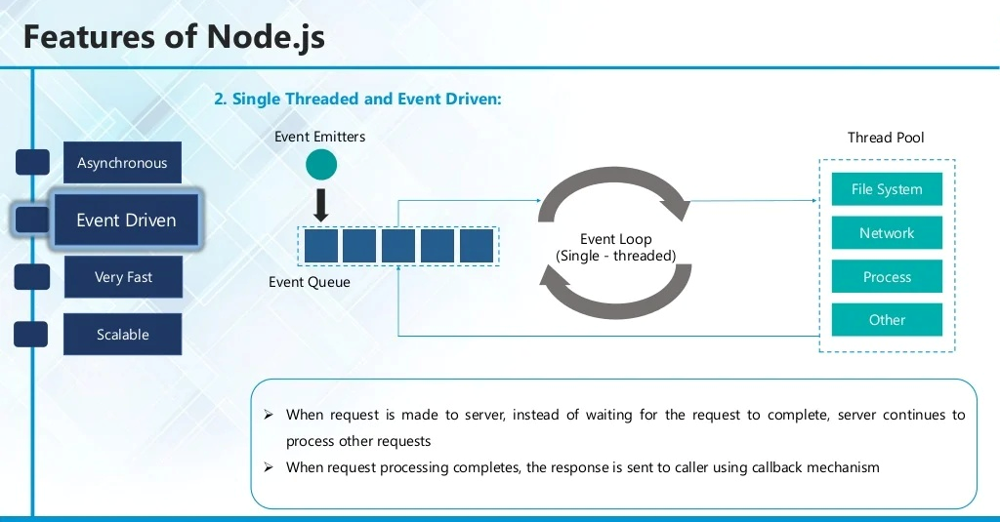 Features of Node.js
2. Single Threaded and Event Driven:
Asynchronous
Event Driven
Very Fast
Scalable
Event Emitters
Event Queue
Event Loop
(Single - threaded)
Thread Pool
File System
Network
Process
Other
When request is made to server, instead of waiting for the request to complete, server continues to
process other requests
When request processing completes, the response is sent to caller using callback mechanism